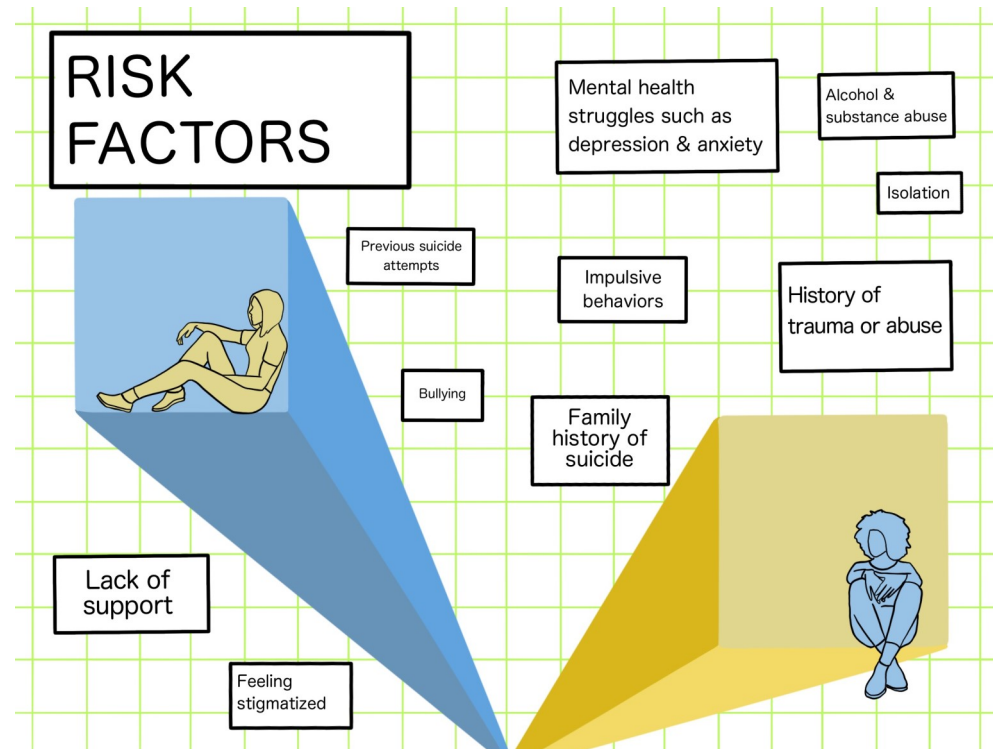 RISK
FACTORS
Mental health
struggles such as
depression & anxiety
Alcohol &
substance abuse
Isolation
Previous suicide
attempts
Impulsive
behaviors
History of
trauma or abuse
Bullying
Family
history of
suicide
Lack of
support
Feeling
stigmatized